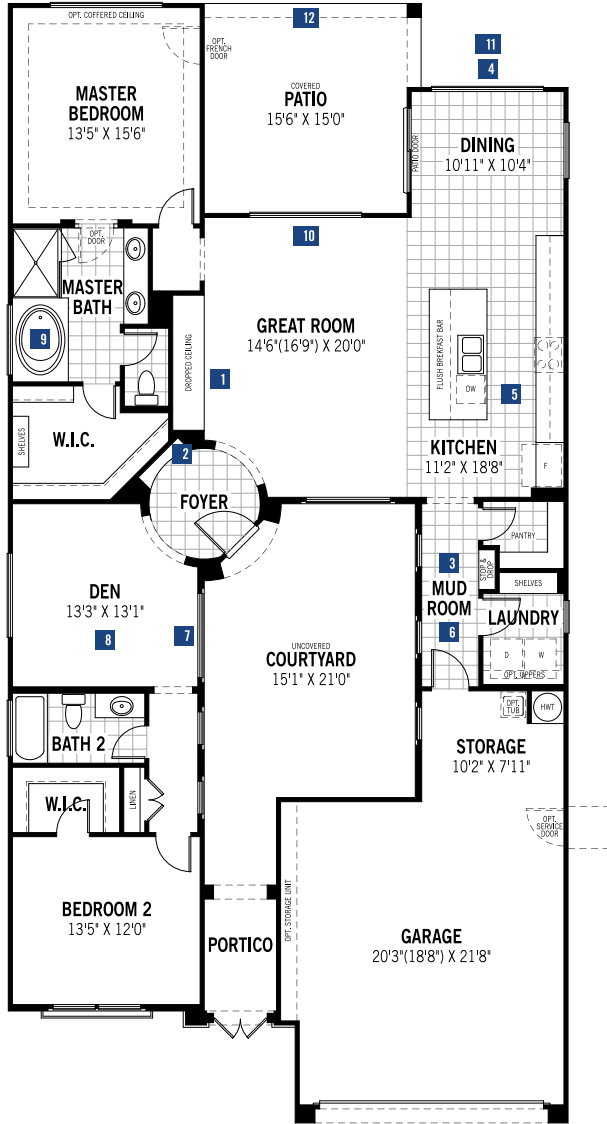 OPT. COFFERED CEILING
12
OPT.
FRENCH
DOOR
11
4
MASTER
BEDROOM
13'5" X 15'6"
COVERED
PATIO
15'6" X 15'0"
PATIO DOOR
DINING
10'11" X 10'4"
OPT.
DOOR
10
MASTER
BATH
9
GREAT ROOM
14'6"(16'9") X 20'0"
DROPPED CEILING
1
FLUSH BREKFAST BAR
DW
5
W.I.C.
SHELVES
2
KITCHEN
11'2" X 18'8"
F
FOYER
PANTRY
3
STOP &
DROP
MUD
ROOM
6
SHELVES
LAUNDRY
D
W
OPT. UPPERS
DEN
13'3" X 13'1"
8
7
UNCOVERED
COURTYARD
15'1" X 21'0"
OPT.
TUB
HWT
BATH 2
STORAGE
10'2" X 7'11"
W.I.C.
LINEN
OPT.
SERVICE
DOOR
OPT. STORAGE UNIT
BEDROOM 2
13'5" X 12'0"
PORTICO
GARAGE
20'3"(18'8") X 21'8"